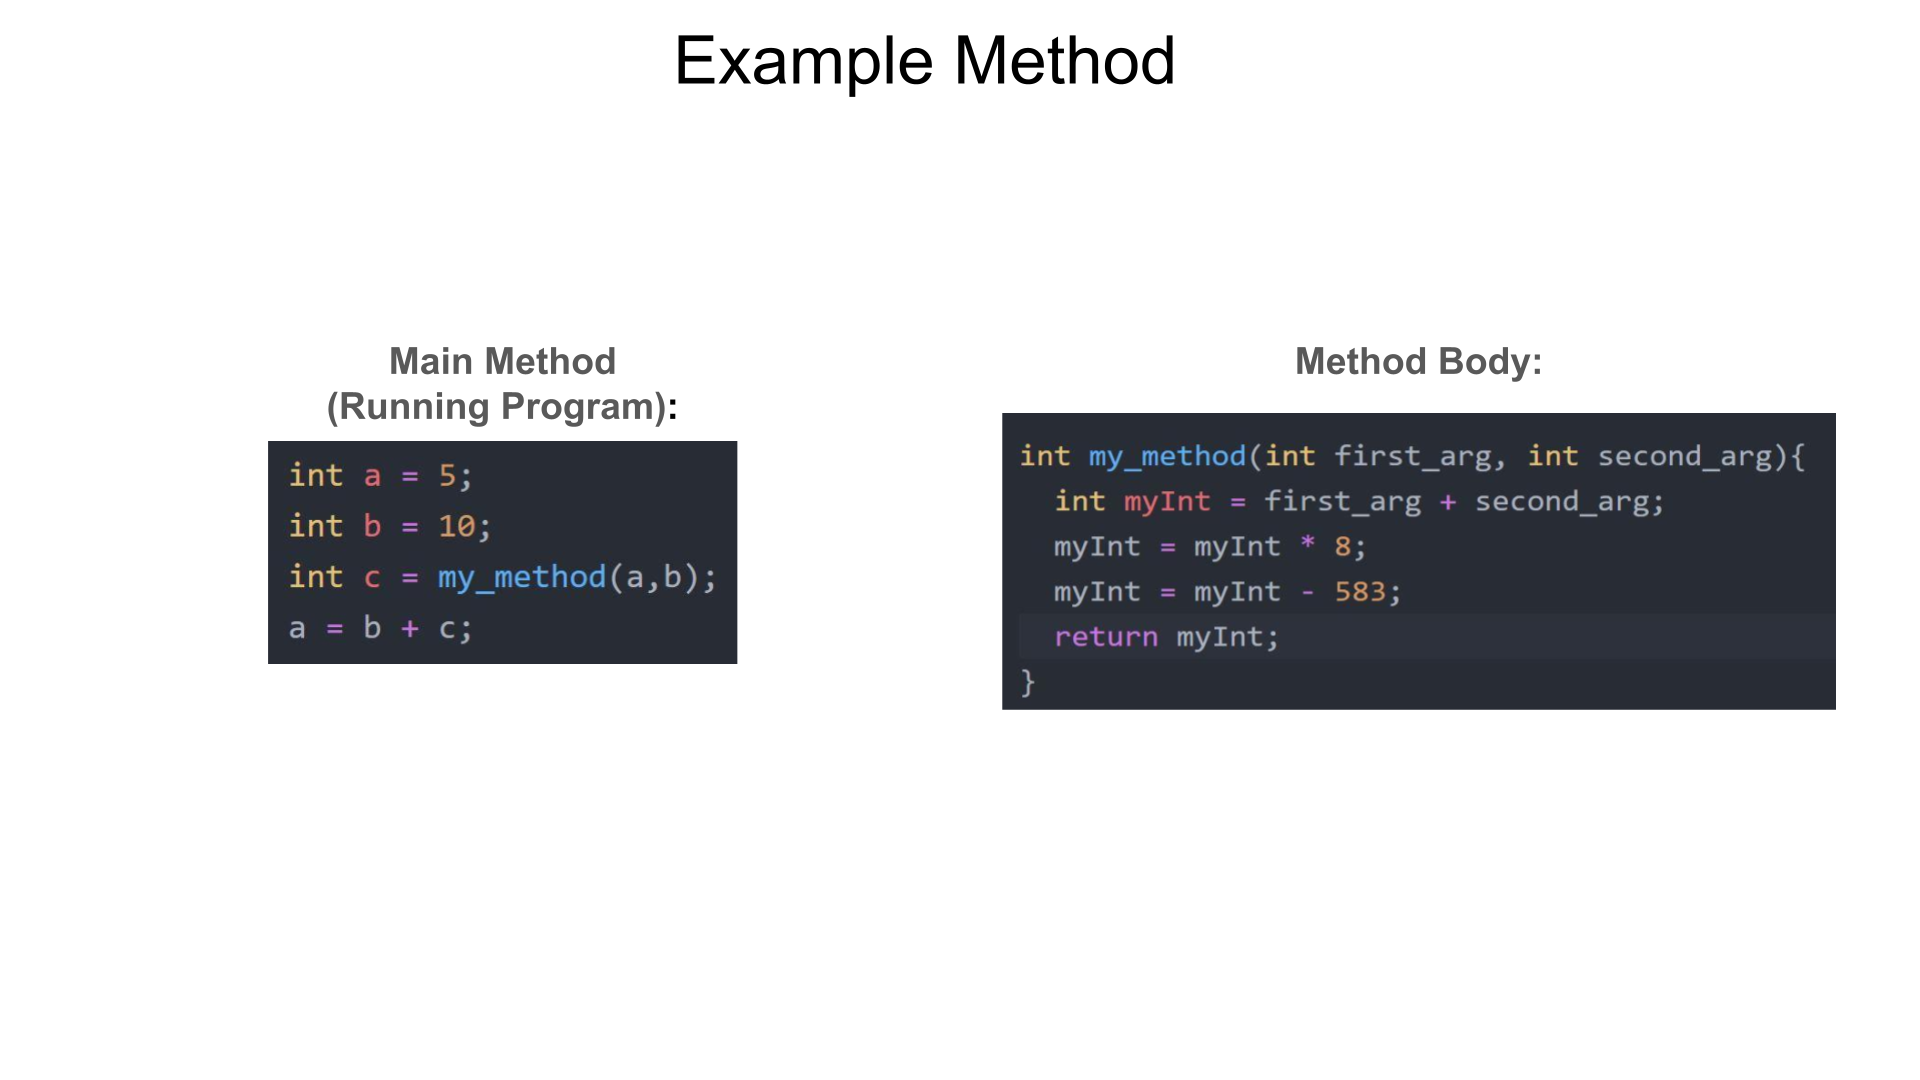 Example Method
Main Method
(Running Program):
int a = 5;
int b = 10;
int c = my_method(a,b);
a = b + c;
Method Body:
int my_method(int first_arg, int second_arg){
int myInt = first_arg + second_arg;
myInt = myInt * 8;
myInt = myInt - 583;
return myInt;
}